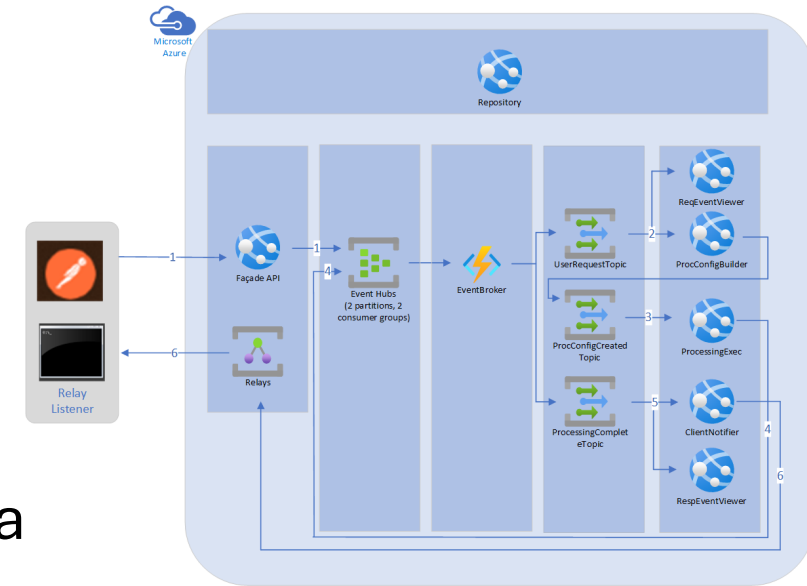 Microsoft
Azure
Repository
1
Façade API
1
4
Event Hubs
(2 partitions, 2
consumer groups)
EventBroker
UserRequestTopic
2
ReqEventViewer
ProcConfigBuilder
ProcConfigCreated
Topic
3
ProcessingExec
ProcessingComplet
eTopic
5
ClientNotifier
4
6
RespEventViewer
Relays
6
Relay
Listener
a